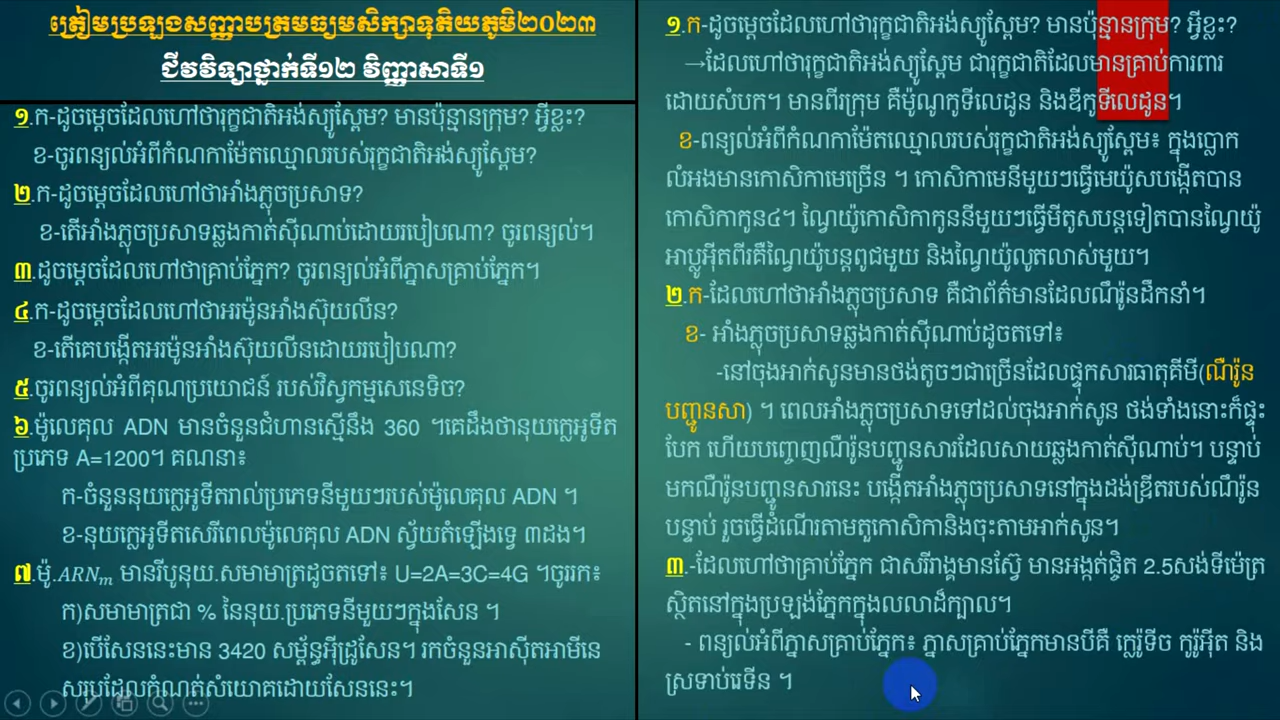 ត្រៀមប្រឡងសញ្ញាបត្រមធ្យមសិក្សាទុតិយភូមិ២០២៣
ជីវវិទ្យាថ្នាក់ទី១២ វិញ្ញាសាទី១
១.ក-ដូចម្តេចដែលហៅថារុក្ខជាតិអង់ស្យូស្ពែម? មានប៉ុន្មានក្រុម? អ្វីខ្លះ?
ខ-ចូរពន្យល់អំពីកំណកាម៉ែតឈ្មោលរបស់រុក្ខជាតិអង់ស្យូស្ពែម?
២.ក-ដូចម្តេចដែលហៅថាអាំងភ្លុចប្រសាទ?
ខ-តើអាំងភ្លុចប្រសាទឆ្លងកាត់ស៊ីណាប់ដោយរបៀបណា? ចូរពន្យល់។
៣.ដូចម្តេចដែលហៅថាគ្រាប់ភ្នែក? ចូរពន្យល់អំពីភ្នាសគ្រាប់ភ្នែក។
៤.ក-ដូចម្តេចដែលហៅថាអរម៉ូនអាំងស៊ុយលីន?
ខ-តើគេបង្កើតអរម៉ូនអាំងស៊ុយលីនដោយរបៀបណា?
៥.ចូរពន្យល់អំពីគុណប្រយោជន៍ របស់វិស្វកម្មសេនេទិច?
៦.ម៉ូលេគុល ADN មានចំនួនជំហានស្មើនឹង 360 ។គេដឹងថានុយក្លេអូទីត
ប្រភេទ A=1200។ គណនា៖
ក-ចំនួននុយក្លេអូទីតរាល់ប្រភេទនីមួយៗរបស់ម៉ូលេគុល ADN ។
ខ-នុយក្លេអូទីតសេរីពេលម៉ូលេគុល ADN ស្វ័យតំឡើងទ្វេ ៣ដង។
៧.ម៉ូ.ARNm មានរីបូនុយ.សមាមាត្រដូចតទៅ៖ U=2A=3C=4G ។ចូររក៖
ក)សមាមាត្រជា % នៃនុយ.ប្រភេទនីមួយៗក្នុងសែន ។
ខ)បើសែននេះមាន 3420 សម្ព័ន្ធអ៊ីដ្រូសែន។ រកចំនួនអាស៊ីតអាមីនេ
សរុបដែលកំណត់សំយោគដោយសែននេះ។
១.ក-ដូចម្តេចដែលហៅថារុក្ខជាតិអង់ស្យូស្ពែម? មានប៉ុន្មានក្រុម? អ្វីខ្លះ?
→ដែលហៅថារុក្ខជាតិអង់ស្យូស្ពែម ជារុក្ខជាតិដែលមានគ្រាប់ការពារ
ដោយសំបក។ មានពីរក្រុម គឺម៉ូណូកូទីលេដូន និងឌីកូទីលេដូន។
ខ-ពន្យល់អំពីកំណកាម៉ែតឈ្មោលរបស់រុក្ខជាតិអង់ស្យូស្ពែម៖ ក្នុងប្លោក
លំអងមានកោសិកាមេច្រើន ។ កោសិកាមេនីមួយៗធ្វើមេយ៉ូសបង្កើតបាន
កោសិកាកូន៤។ ណ្វៃយ៉ូកោសិកាកូននីមួយៗធ្វើមីតូសបន្តទៀតបានណ្វៃយ៉ូ
អាប្លូអ៊ីតពីរគឺណ្វៃយ៉ូបន្តពូជមួយ និងណ្វៃយ៉ូលូតលាស់មួយ។
២.ក-ដែលហៅថាអាំងភ្លុចប្រសាទ គឺជាព័ត៌មានដែលណឺរ៉ូនដឹកនាំ។
ខ- អាំងភ្លុចប្រសាទឆ្លងកាត់ស៊ីណាប់ដូចតទៅ៖
-នៅចុងអាក់សូនមានថង់តូចៗជាច្រើនដែលផ្ទុកសារធាតុគីមី(ណឺរ៉ូន
បញ្ជូនសា) ។ ពេលអាំងភ្លុចប្រសាទទៅដល់ចុងអាក់សូន ថង់ទាំងនោះក៏ផ្ទុះ
បែក ហើយបញ្ចេញណឺរ៉ូនបញ្ជូនសារដែលសាយឆ្លងកាត់ស៊ីណាប់។ បន្ទាប់
មកណឺរ៉ូនបញ្ជូនសារនេះ បង្កើតអាំងភ្លុចប្រសាទនៅក្នុងដង់ឌ្រីតរបស់ណឺរ៉ូន
បន្ទាប់ រួចធ្វើដំណើរតាមតួកោសិកានិងចុះតាមអាក់សូន។
៣.-ដែលហៅថាគ្រាប់ភ្នែក ជាសរីរាង្គមានស្វ៊ែ មានអង្កត់ផ្ចិត 2.5សង់ទីម៉ែត្រ
ស្ថិតនៅក្នុងប្រឡង់ភ្នែកក្នុងលលាដ៏ក្បាល។
- ពន្យល់អំពីភ្នាសគ្រាប់ភ្នែក៖ ភ្នាសគ្រាប់ភ្នែកមានបីគឺ ក្លេរ៉ូទីច កូរ៉ូអ៊ីត និង
ស្រទាប់រេទីន ។